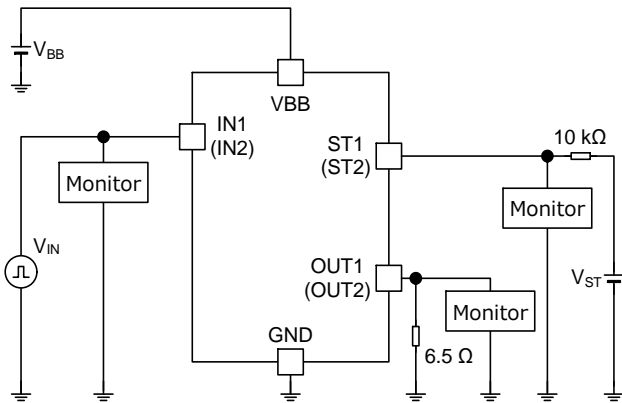 VBB
VBB
IN1
(IN2)
ST1
(ST2)
10 kΩ
Monitor
Monitor
VIN
OUT1
(OUT2)
VST
Monitor
GND
6.5 Ω